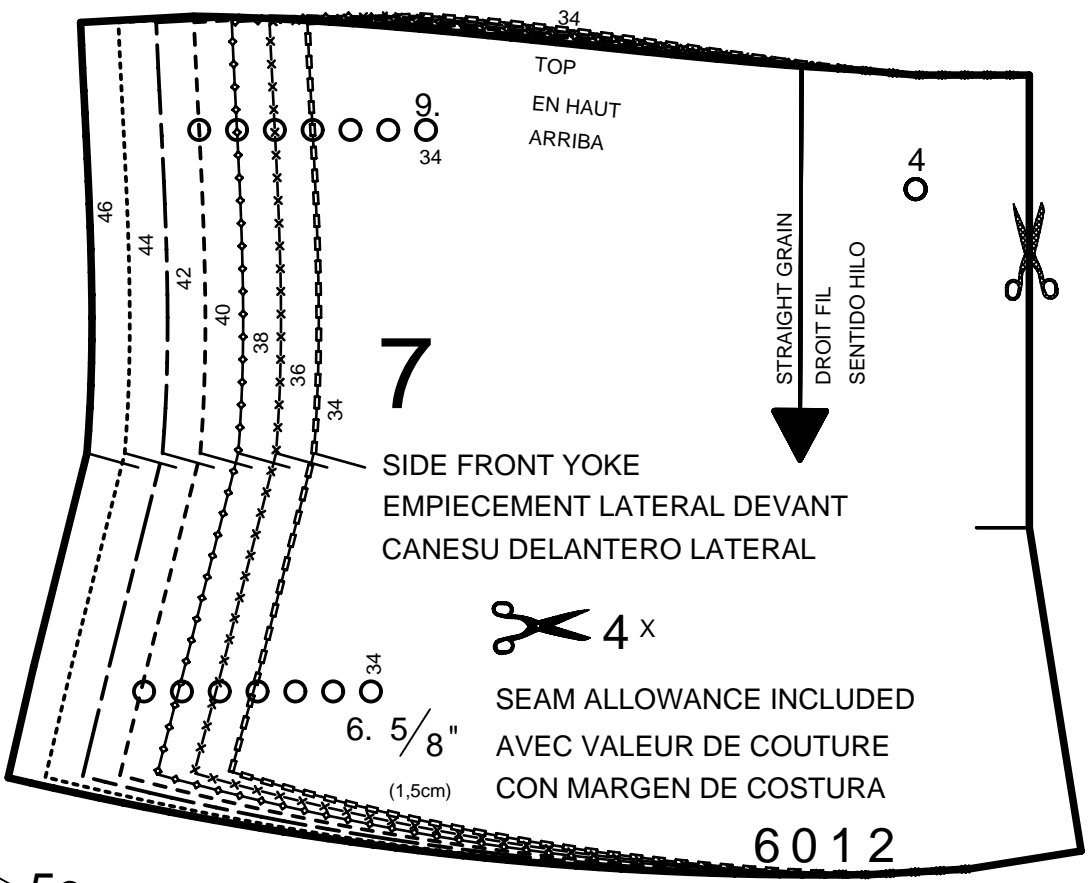 34
TOP
EN HAUT
ARRIBA
9.
34
4
46
44
42
40
38
36
34
STRAIGHT GRAIN
DROIT FIL
SENTIDO HILO
7
SIDE FRONT YOKE
EMPIECEMENT LATERAL DEVANT
CANESU DELANTERO LATERAL
4 X
34
6. 5/8"
(1,5cm)
SEAM ALLOWANCE INCLUDED
AVEC VALEUR DE COUTURE
CON MARGEN DE COSTURA
6012